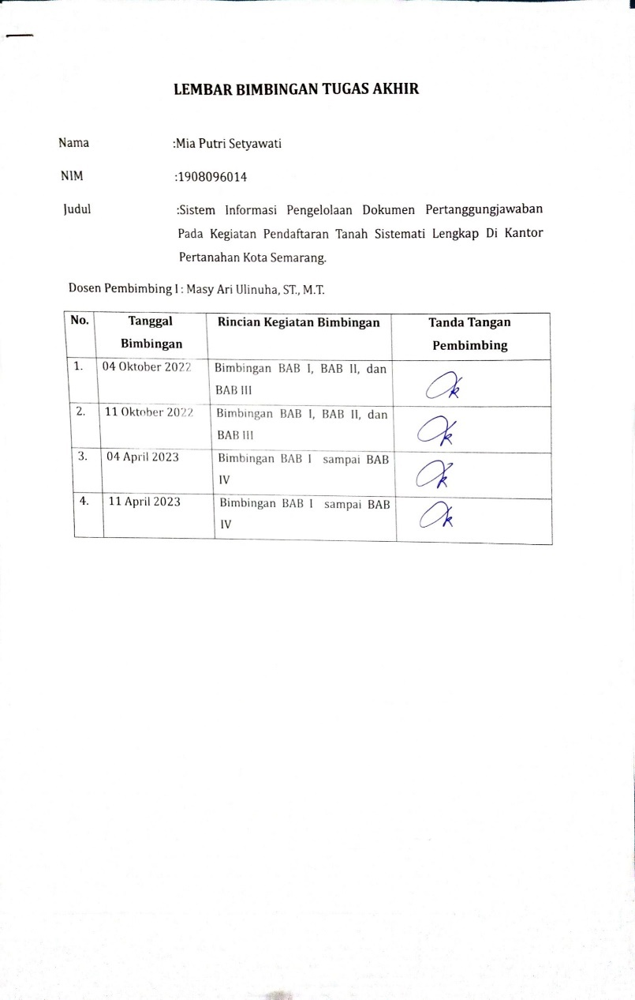 LEMBAR BIMBINGAN TUGAS AKHIR
Nama :Mia Putri Setyawati
NIM :1908096014
Judul :Sistem Informasi Pengelolaan Dokumen Pertanggungjawaban
Pada Kegiatan Pendaftaran Tanah Sistemati Lengkap Di Kantor
Pertanahan Kota Semarang.
Dosen Pembimbing I : Masy Ari Ulinuha, ST., M.T.
No. Tanggal Rincian Kegiatan Bimbingan Tanda Tangan
Bimbingan Pembimbing
1. 04 Oktober 2022 Bimbingan BAB I, BAB II, dan
BAB III
2. 11 Oktober 2022 Bimbingan BAB I, BAB II, dan
BAB III
3. 04 April 2023 Bimbingan BAB I sampai BAB
IV
4. 11 April 2023 Bimbingan BAB I sampai BAB
IV